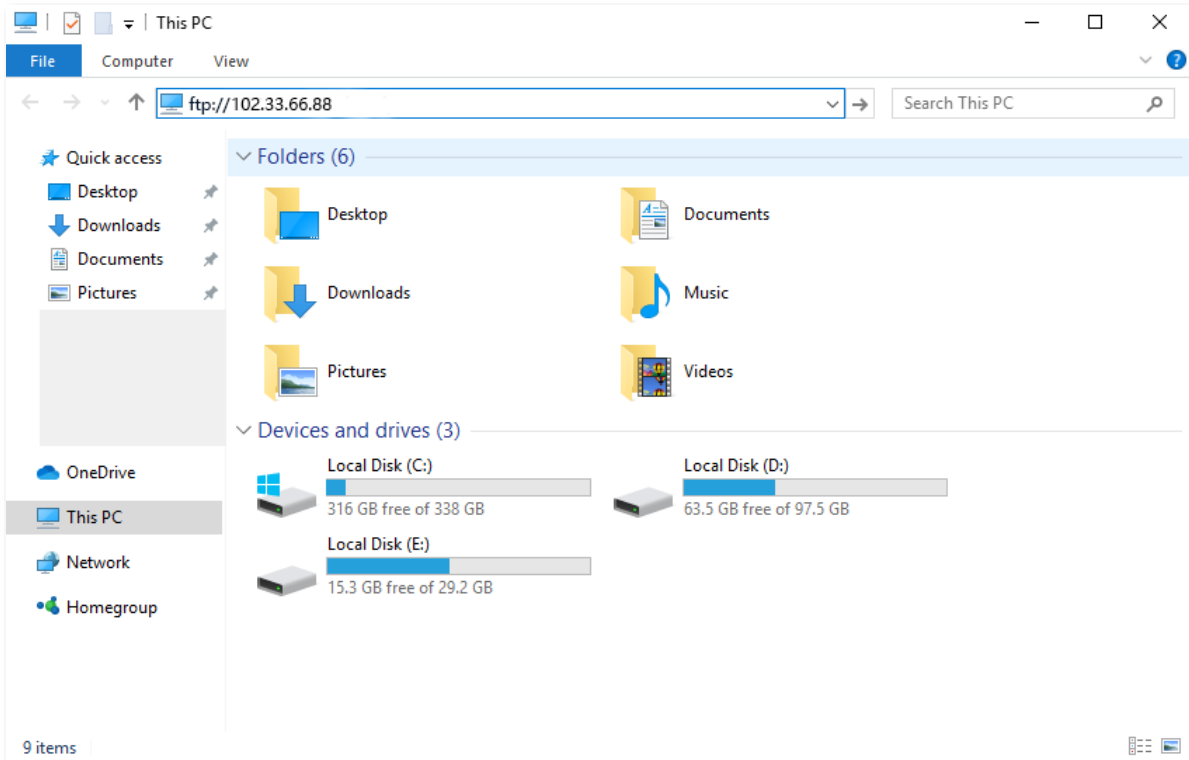 This PC
File Computer View
ftp://102.33.66.88
Search This PC
Quick access
Desktop
Downloads
Documents
Pictures
OneDrive
This PC
Network
Homegroup
Folders (6)
Desktop
Documents
Downloads
Music
Pictures
Videos
Devices and drives (3)
Local Disk (C:)
316 GB free of 338 GB
Local Disk (D:)
63.5 GB free of 97.5 GB
Local Disk (E:)
15.3 GB free of 29.2 GB
9 items